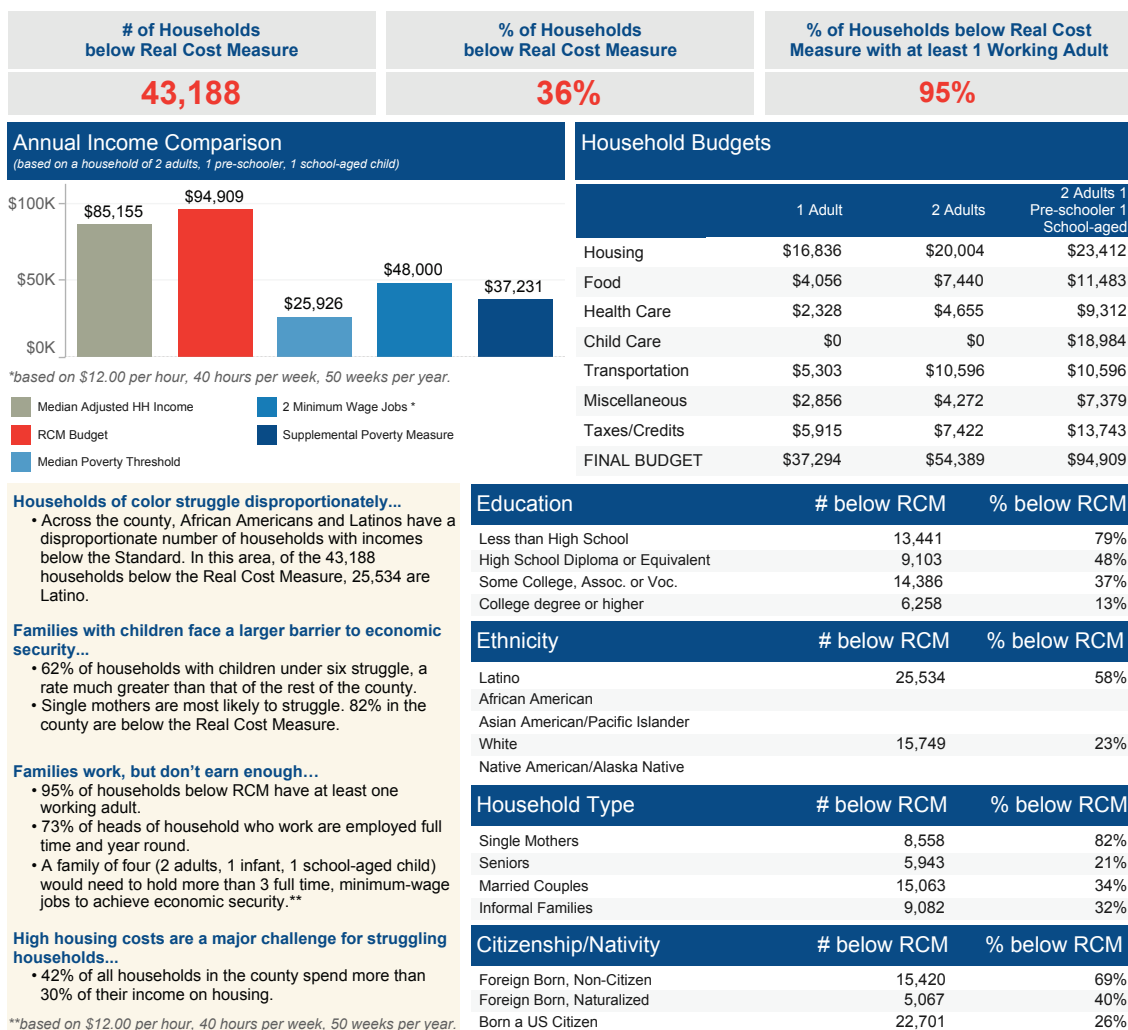 # of Households
below Real Cost Measure
43,188
% of Households
below Real Cost Measure
36%
% of Households below Real Cost
Measure with at least 1 Working Adult
95%
Annual Income Comparison
(based on a household of 2 adults, 1 pre-schooler, 1 school-aged child)
$100K
$50K
$0K
$85,155
$94,909
$25,926
$48,000
$37,231
*based on $12.00 per hour, 40 hours per week, 50 weeks per year.
Median Adjusted HH Income
2 Minimum Wage Jobs *
RCM Budget
Supplemental Poverty Measure
Median Poverty Threshold
Household Budgets
1 Adult 2 Adults 2 Adults 1
Pre-schooler 1
School-aged
Housing $16,836 $20,004 $23,412
Food $4,056 $7,440 $11,483
Health Care $2,328 $4,655 $9,312
Child Care $0 $0 $18,984
Transportation $5,303 $10,596 $10,596
Miscellaneous $2,856 $4,272 $7,379
Taxes/Credits $5,915 $7,422 $13,743
FINAL BUDGET $37,294 $54,389 $94,909
Households of color struggle disproportionately...
• Across the county, African Americans and Latinos have a
disproportionate number of households with incomes
below the Standard. In this area, of the 43,188
households below the Real Cost Measure, 25,534 are
Latino.
Families with children face a larger barrier to economic
security...
• 62% of households with children under six struggle, a
rate much greater than that of the rest of the county.
• Single mothers are most likely to struggle. 82% in the
county are below the Real Cost Measure.
Families work, but don’t earn enough…
• 95% of households below RCM have at least one
working adult.
• 73% of heads of household who work are employed full
time and year round.
• A family of four (2 adults, 1 infant, 1 school-aged child)
would need to hold more than 3 full time, minimum-wage
jobs to achieve economic security.**
High housing costs are a major challenge for struggling
households...
• 42% of all households in the county spend more than
30% of their income on housing.
**based on $12.00 per hour, 40 hours per week, 50 weeks per year.
Education # below RCM % below RCM
Less than High School 13,441 79%
High School Diploma or Equivalent 9,103 48%
Some College, Assoc. or Voc. 14,386 37%
College degree or higher 6,258 13%
Ethnicity # below RCM % below RCM
Latino 25,534 58%
African American
Asian American/Pacific Islander
White 15,749 23%
Native American/Alaska Native
Household Type # below RCM % below RCM
Single Mothers 8,558 82%
Seniors 5,943 21%
Married Couples 15,063 34%
Informal Families 9,082 32%
Citizenship/Nativity # below RCM % below RCM
Foreign Born, Non-Citizen 15,420 69%
Foreign Born, Naturalized 5,067 40%
Born a US Citizen 22,701 26%